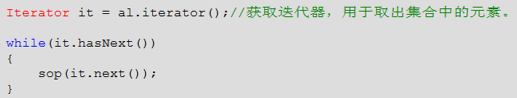 Iterator it = al.iterator();//获取迭代器，用于取出集合中的元素。
while(it.hasNext())
{
sop(it.next());
}